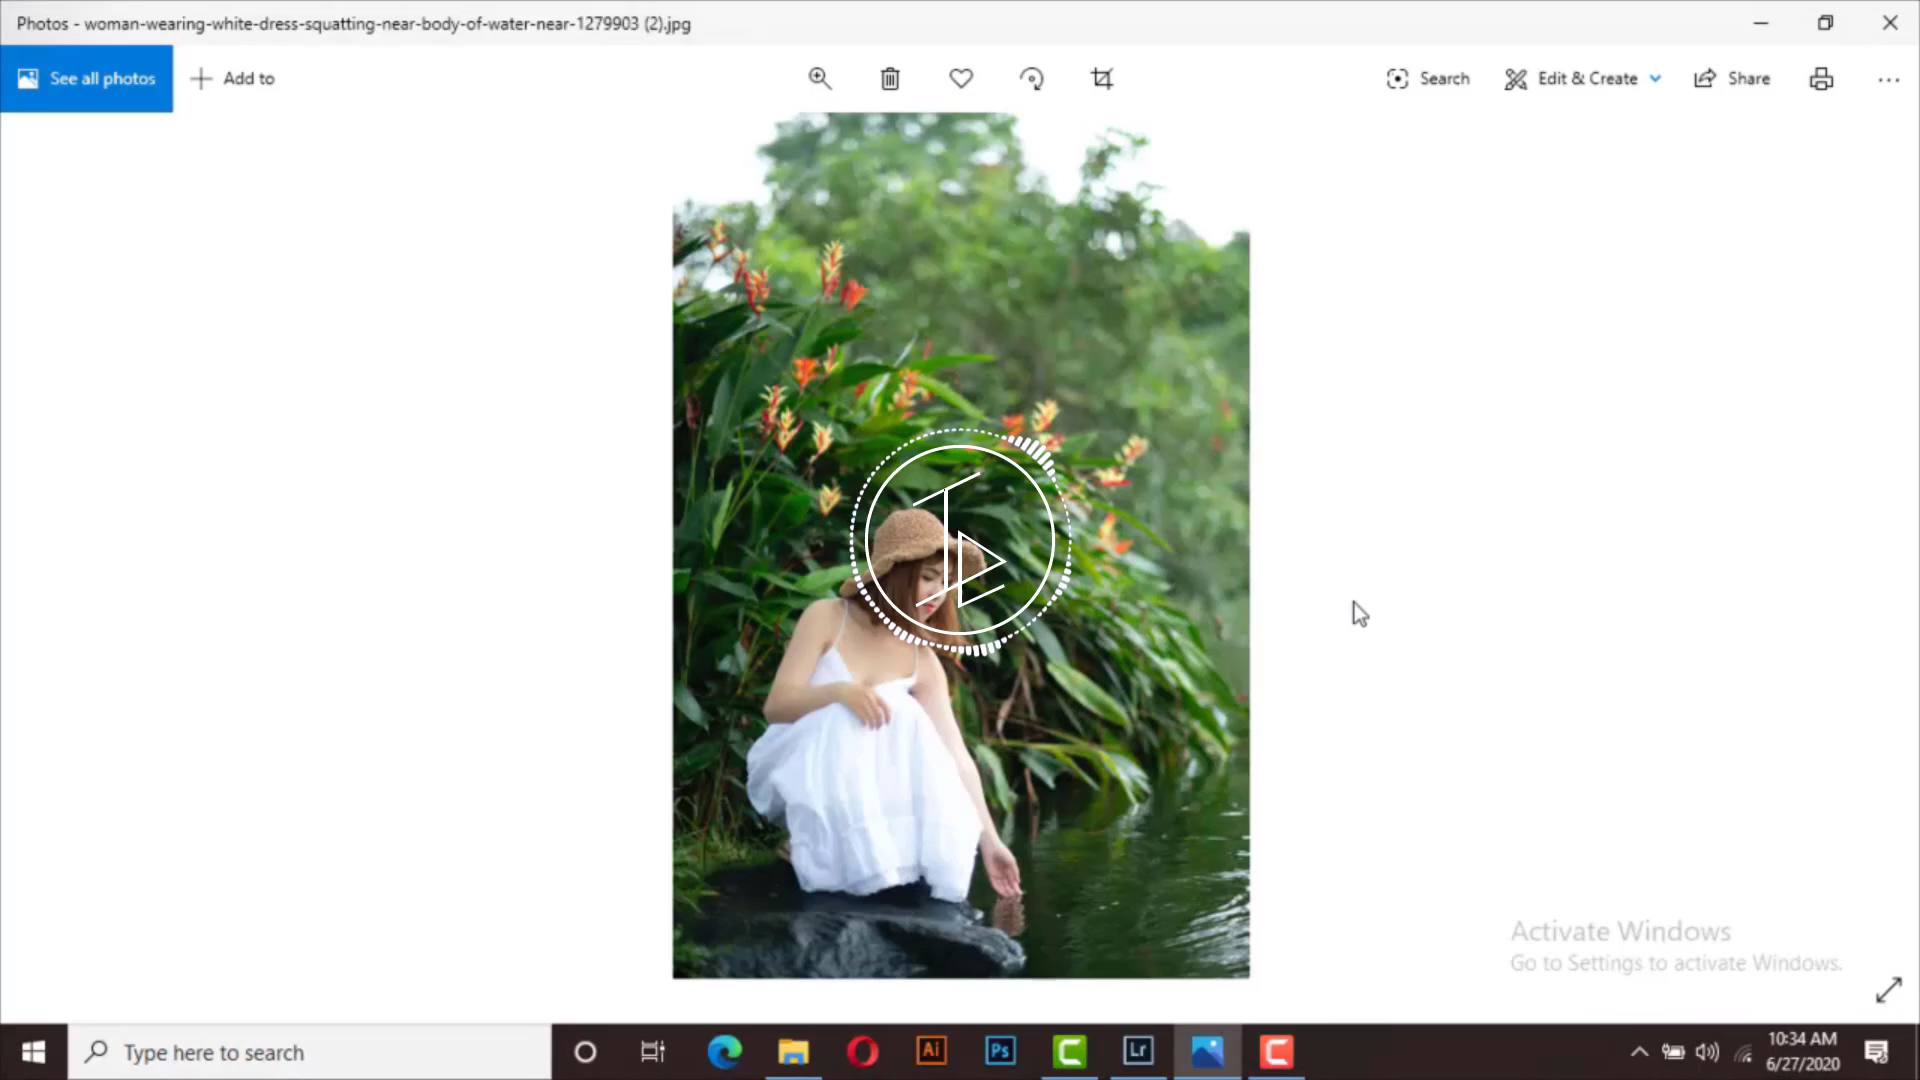 Photos - woman-wearing-white-dress-squatting-near-body-of-water-near-1279903 (2).jpg
See all photos
Add to
Search
Edit & Create
Share
Activate Windows
Go to Settings to activate Windows.
Type here to search
Ai
Ps
Lr
10:34 AM
6/27/2020